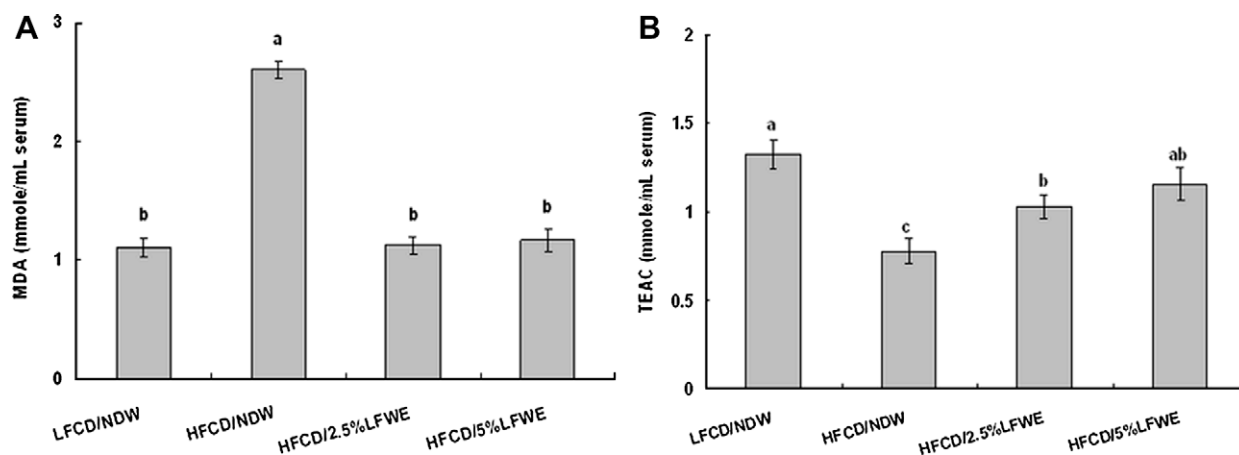 A
MDA (mmole/mL serum)
3
2
1
0
a
b
b
b
LFCD/NDW
HFCD/NDW
HFCD/2.5%LFWE
HFCD/5%LFWE
B
TEAC (mmole/mL serum)
2
1.5
1
0.5
0
a
c
b
ab
LFCD/NDW
HFCD/NDW
HFCD/2.5%LFWE
HFCD/5%LFWE